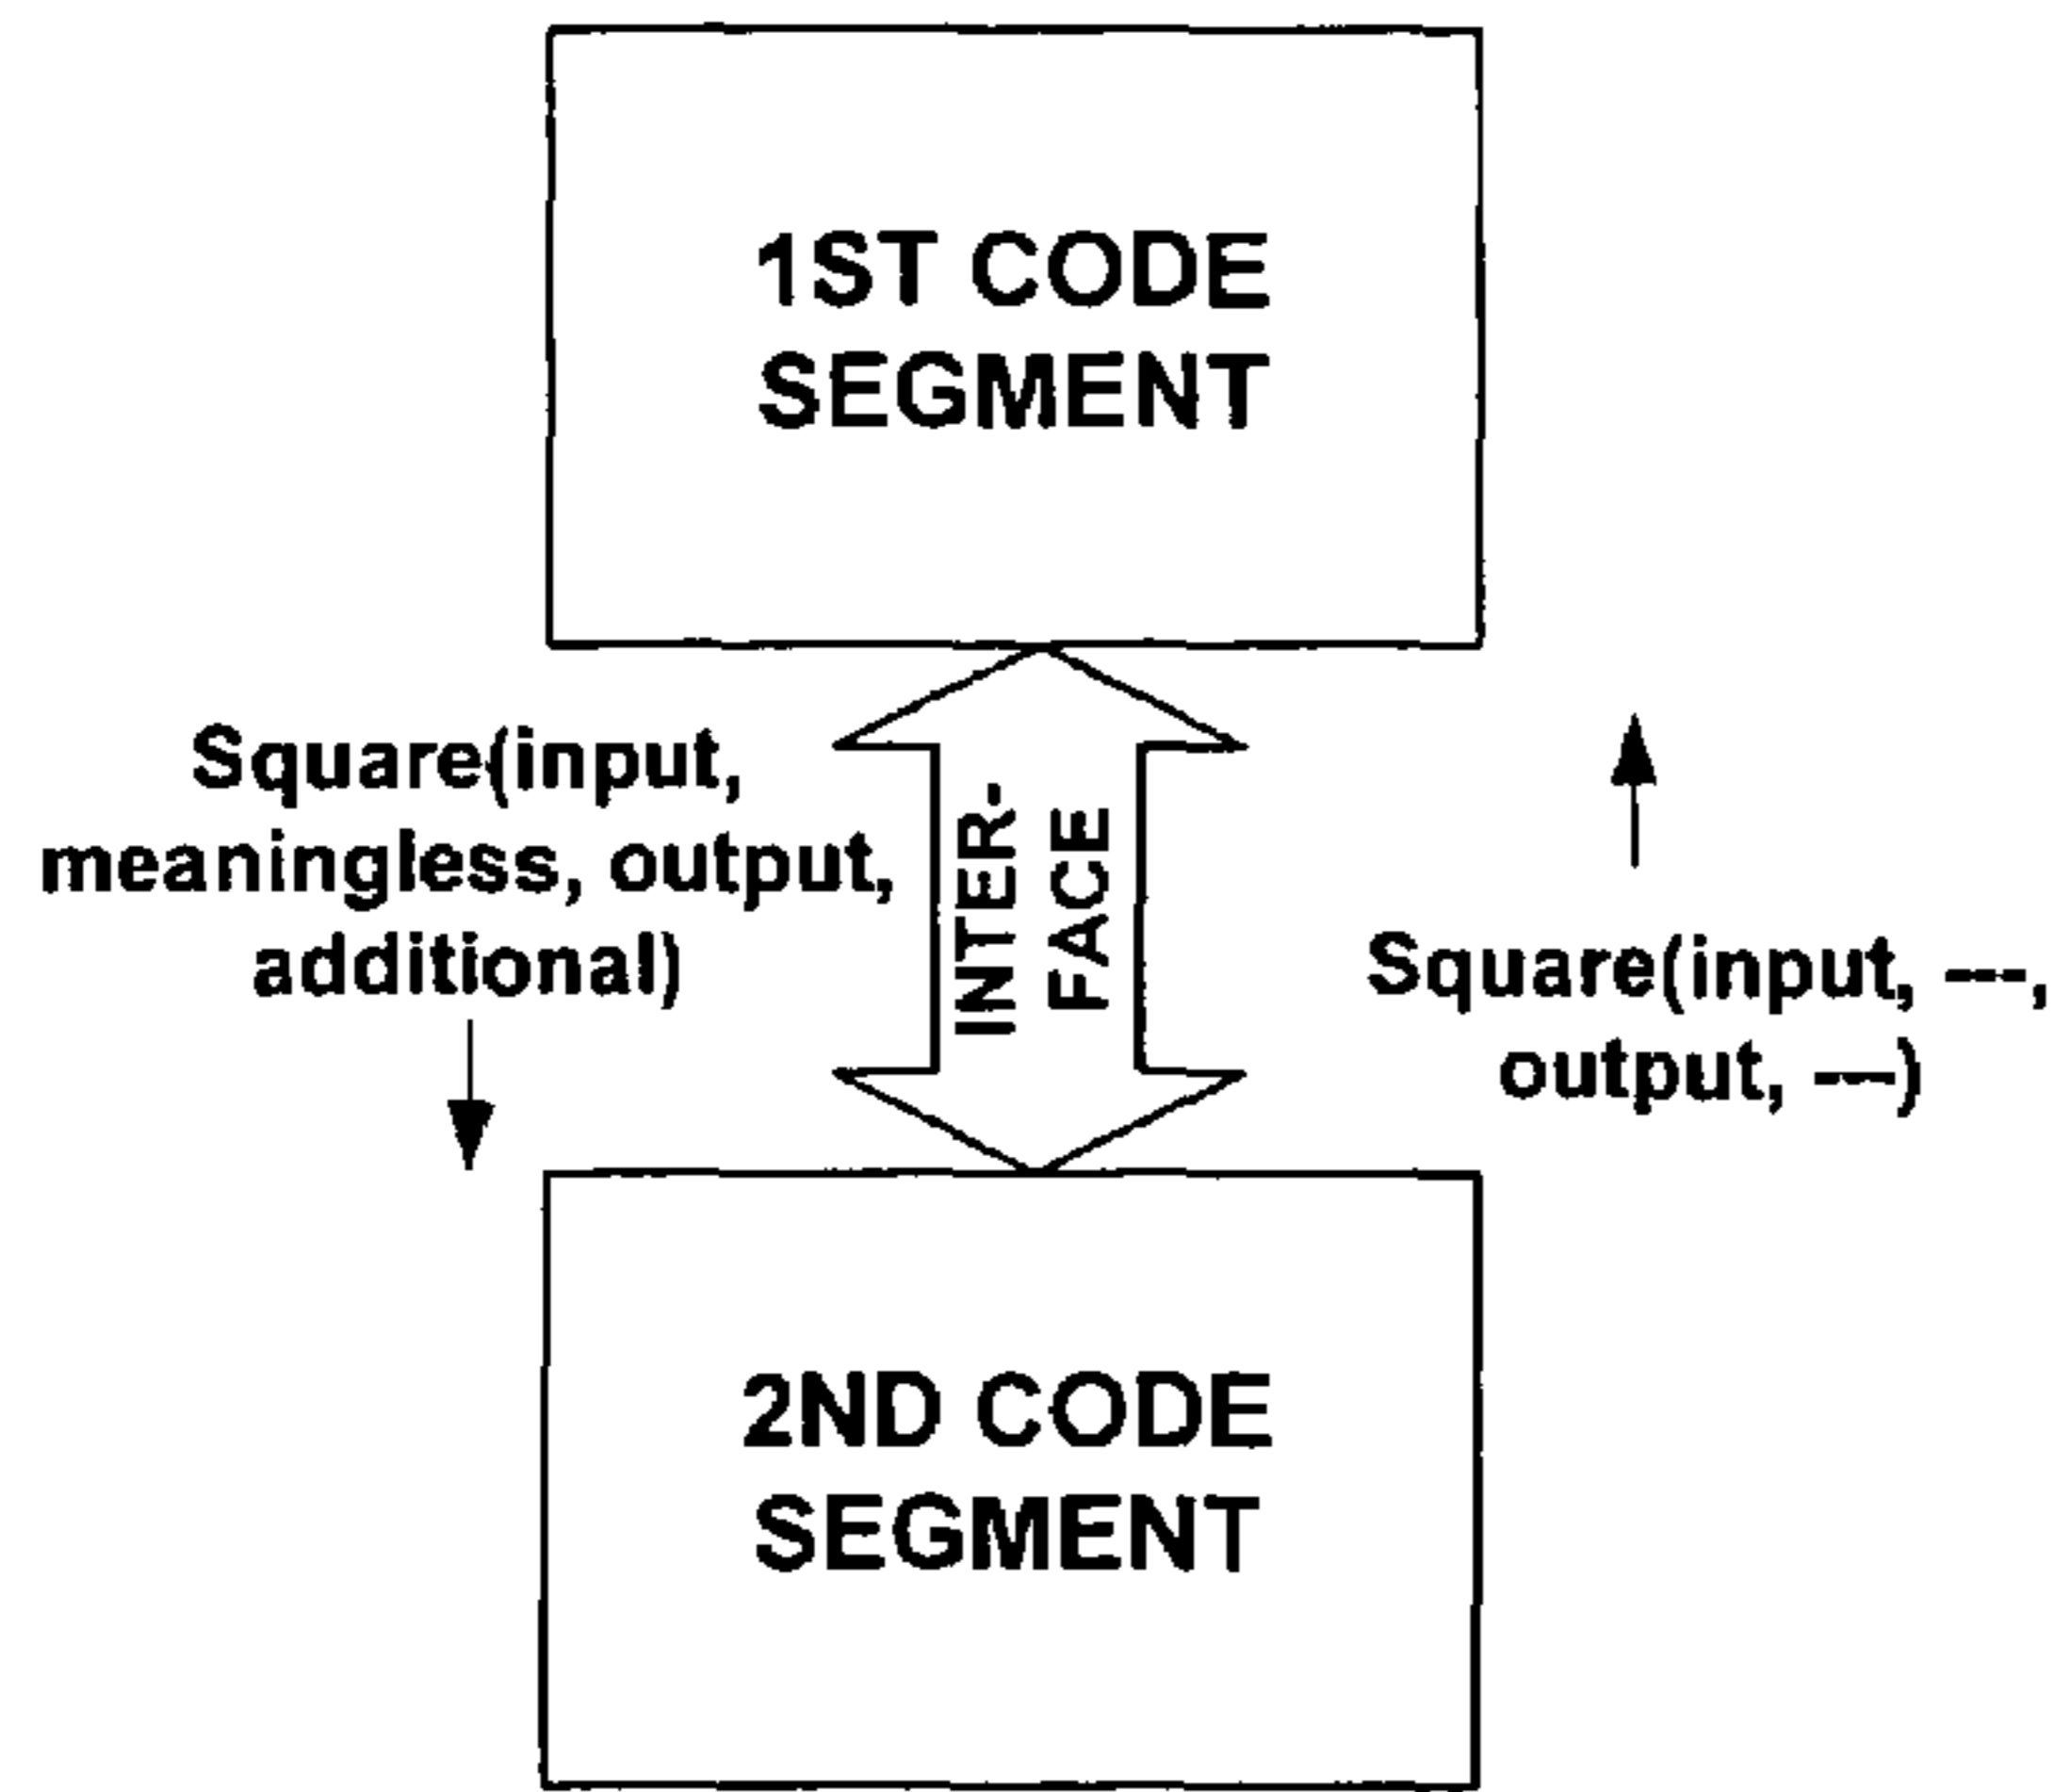 1ST CODE
SEGMENT
Square(input,
meaningless, output,
additional)
INTER-
FACE
Square(input, ---,
output, ---)
2ND CODE
SEGMENT